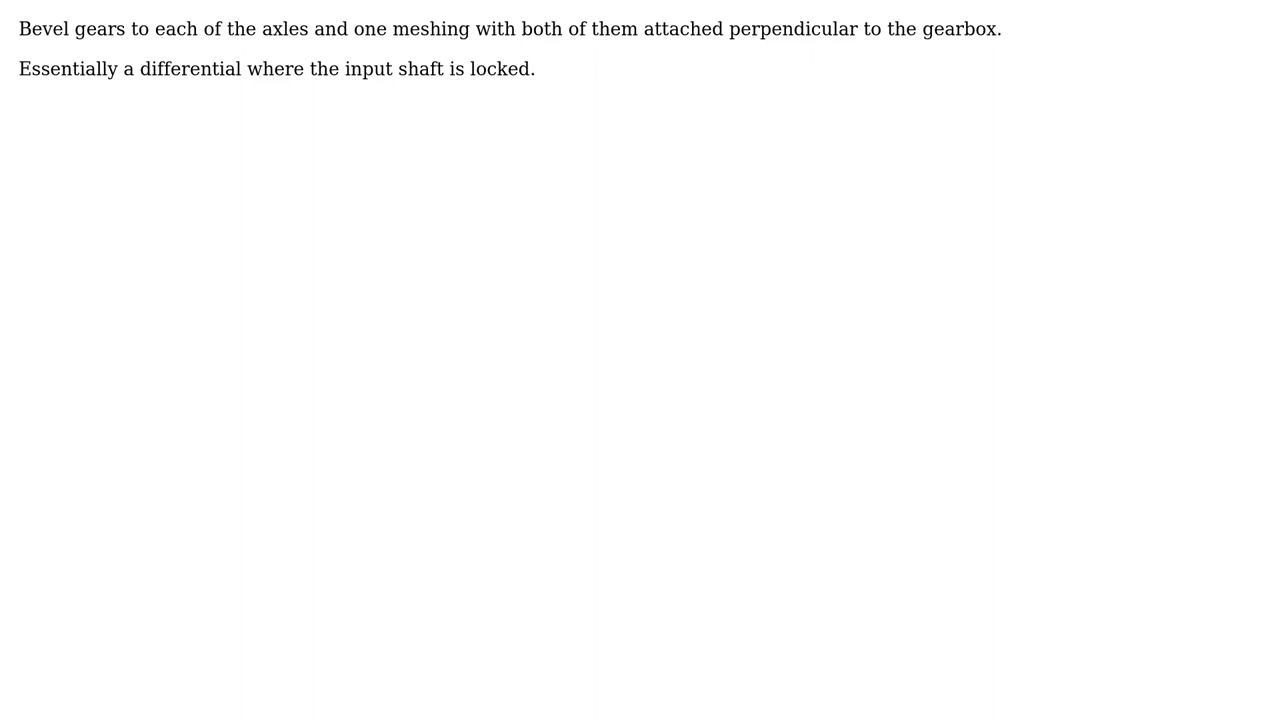 Bevel gears to each of the axles and one meshing with both of them attached perpendicular to the gearbox.
Essentially a differential where the input shaft is locked.